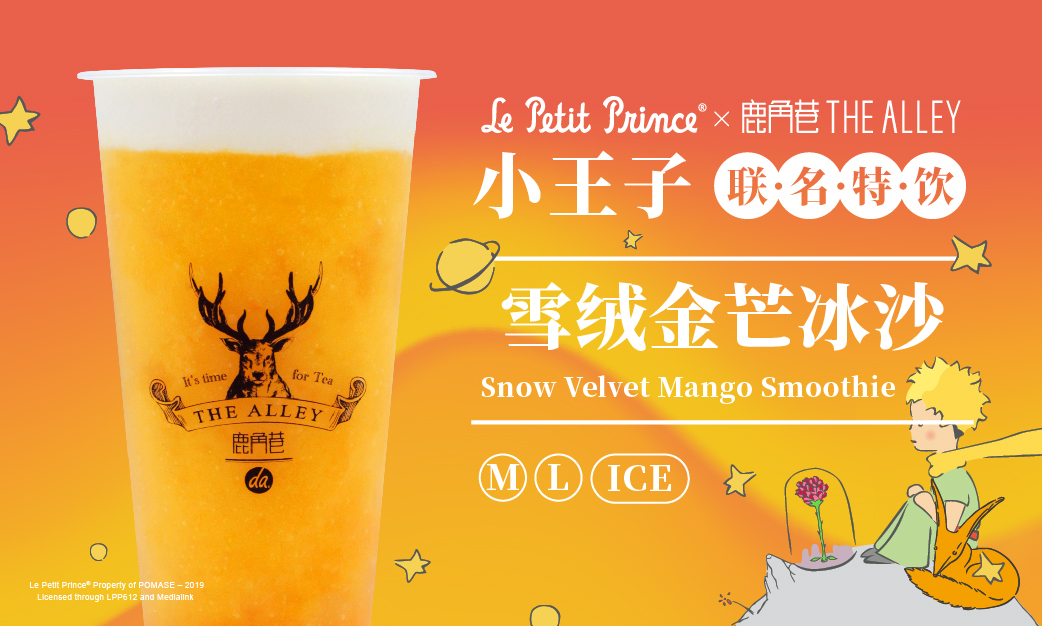 Le Petit Prince® × 鹿角巷 THE ALLEY
小王子 联·名·特·饮
雪绒金芒冰沙
Snow Velvet Mango Smoothie
M L ICE
It's time for Tea
THE ALLEY
鹿角巷
da.
Le Petit Prince® Property of POMASE – 2019
Licensed through LPP612 and Medialink